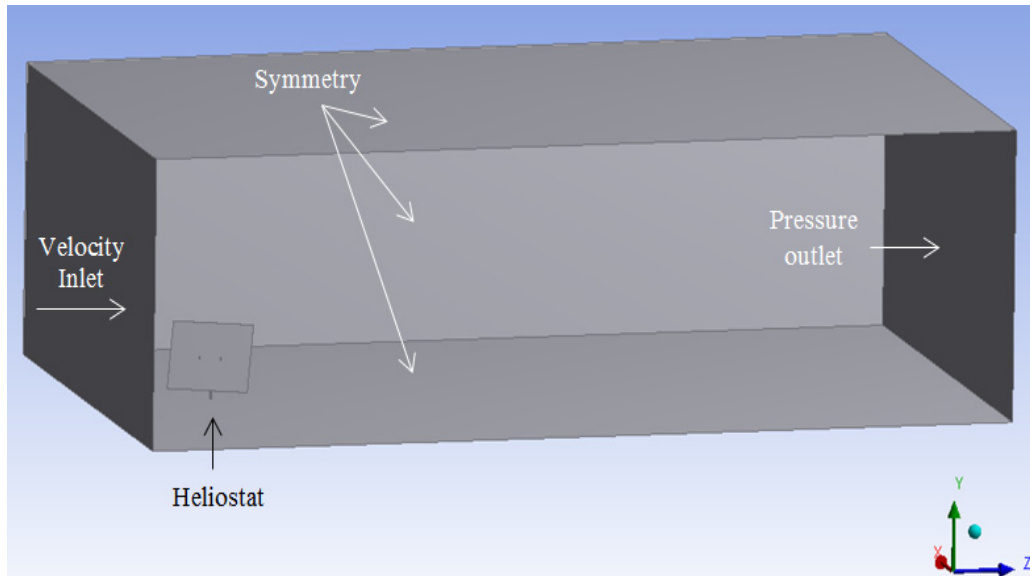 Symmetry
Velocity
Inlet
Pressure
outlet
Heliostat
Y
X
Z